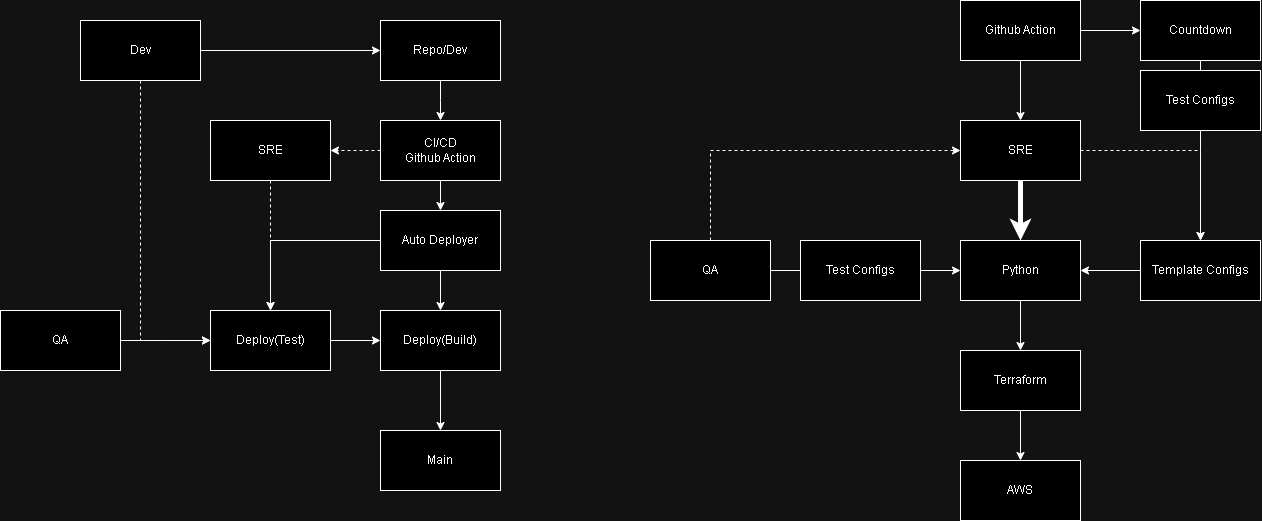 Dev
Repo/Dev
SRE
CI/CD
Github Action
Auto Deployer
QA
Deploy(Test)
Deploy(Build)
Main
Github Action
Countdown
Test Configs
SRE
QA
Test Configs
Python
Template Configs
Terraform
AWS